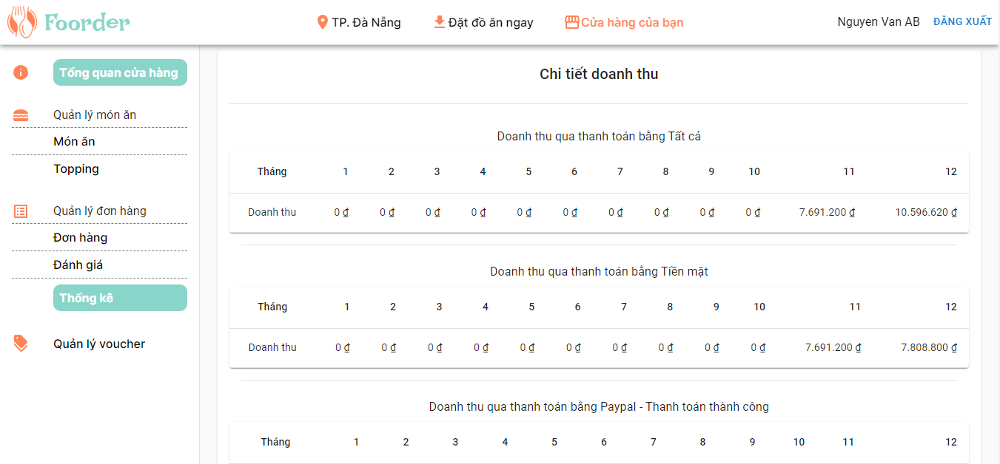 Foorder
TP. Đà Nẵng
Đặt đồ ăn ngay
Cửa hàng của bạn
Nguyen Van AB
ĐĂNG XUẤT
Tổng quan cửa hàng
Quản lý món ăn
Món ăn
Topping
Quản lý đơn hàng
Đơn hàng
Đánh giá
Thống kê
Quản lý voucher
Chi tiết doanh thu
Doanh thu qua thanh toán bằng Tất cả
Tháng 1 2 3 4 5 6 7 8 9 10 11 12
Doanh thu 0 ₫ 0 ₫ 0 ₫ 0 ₫ 0 ₫ 0 ₫ 0 ₫ 0 ₫ 0 ₫ 0 ₫ 7.691.200 ₫ 10.596.620 ₫
Doanh thu qua thanh toán bằng Tiền mặt
Tháng 1 2 3 4 5 6 7 8 9 10 11 12
Doanh thu 0 ₫ 0 ₫ 0 ₫ 0 ₫ 0 ₫ 0 ₫ 0 ₫ 0 ₫ 0 ₫ 0 ₫ 7.691.200 ₫ 7.808.800 ₫
Doanh thu qua thanh toán bằng Paypal - Thanh toán thành công
Tháng 1 2 3 4 5 6 7 8 9 10 11 12